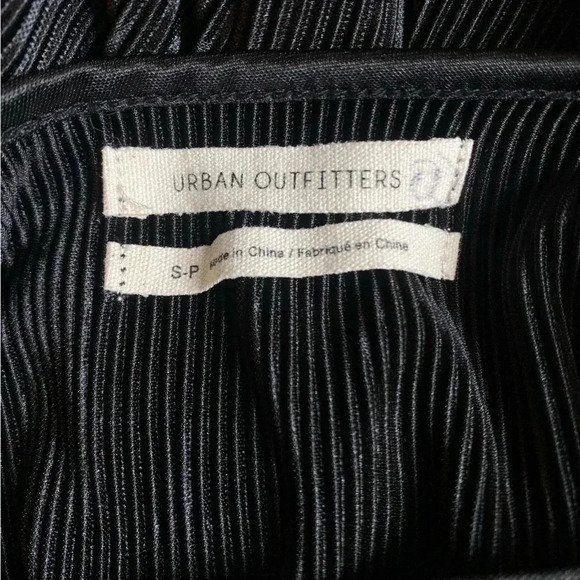 URBAN OUTFITTERS
S-P Made in China / Fabriqué en Chine